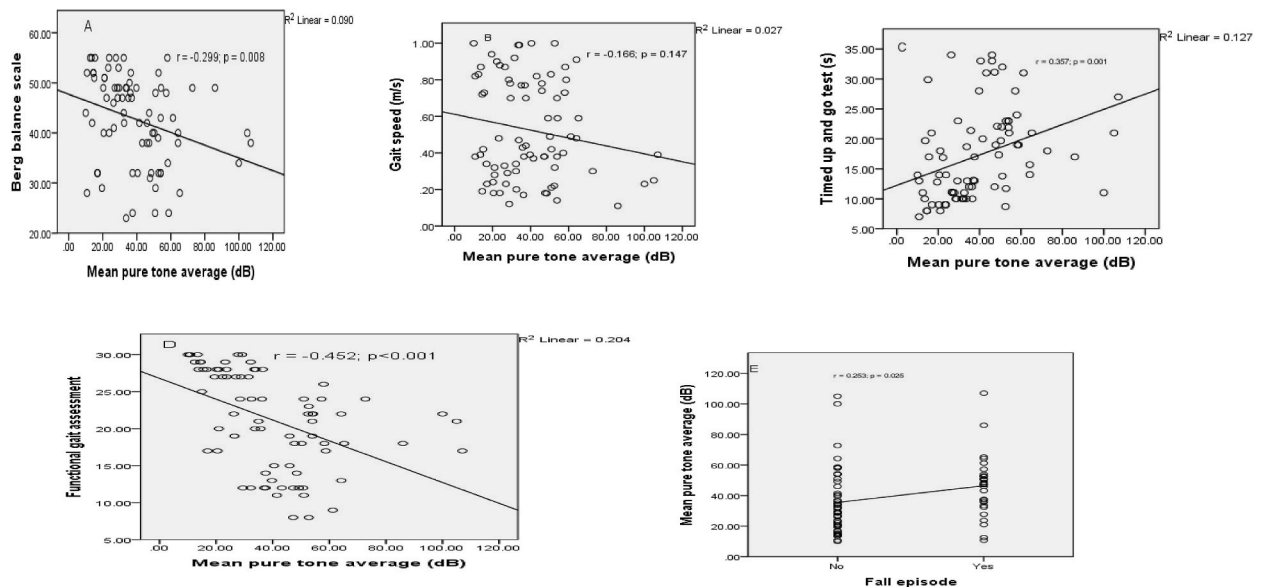 A
R² Linear = 0.090
r = -0.299; p = 0.008
Berg balance scale
60.00
50.00
40.00
30.00
20.00
.00 20.00 40.00 60.00 80.00 100.00 120.00
Mean pure tone average (dB)
B
R² Linear = 0.027
r = -0.166; p = 0.147
Gait speed (m/s)
1.00
.80
.60
.40
.20
.00
.00 20.00 40.00 60.00 80.00 100.00 120.00
Mean pure tone average (dB)
C
R² Linear = 0.127
r = 0.357; p = 0.001
Timed up and go test (s)
35.00
30.00
25.00
20.00
15.00
10.00
5.00
.00 20.00 40.00 60.00 80.00 100.00 120.00
Mean pure tone average (dB)
D
R² Linear = 0.204
r = -0.452; p<0.001
Functional gait assessment
30.00
25.00
20.00
15.00
10.00
5.00
.00 20.00 40.00 60.00 80.00 100.00 120.00
Mean pure tone average (dB)
E
r = 0.253; p = 0.025
Mean pure tone average (dB)
120.00
100.00
80.00
60.00
40.00
20.00
.00
No Yes
Fall episode